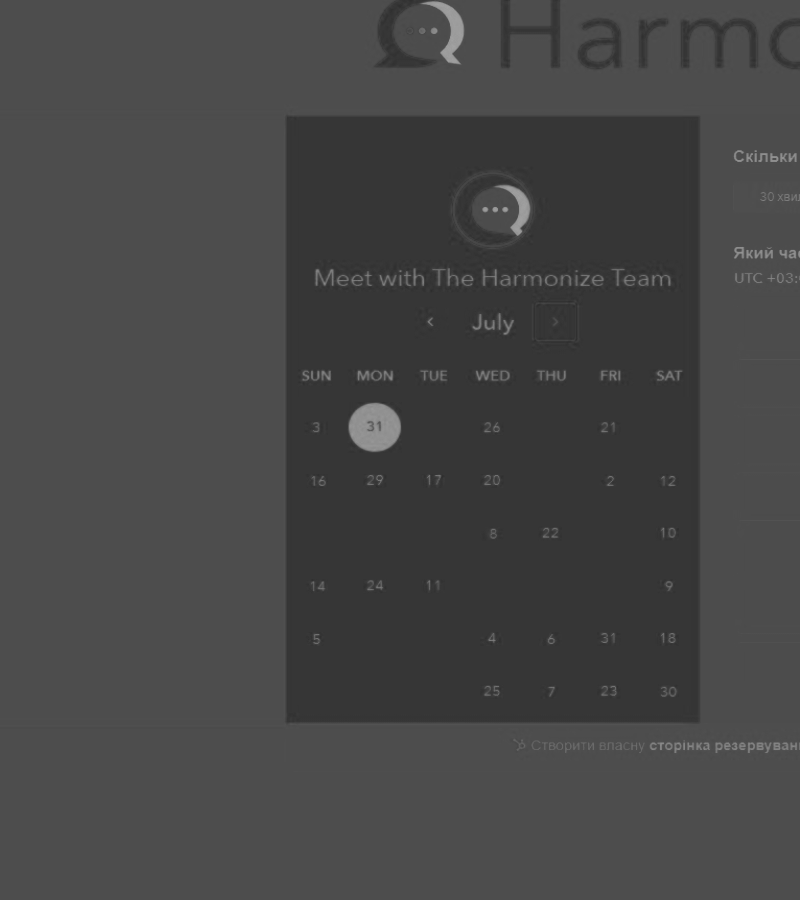 Harmo
Meet with The Harmonize Team
July
SUN MON TUE WED THU FRI SAT
3 31 26 21
16 29 17 20 2 12
8 22 10
14 24 11 9
5 4 6 31 18
25 7 23 30
Скільки
30 хви
Який ча
UTC +03:
Створити власну сторінка резервуван